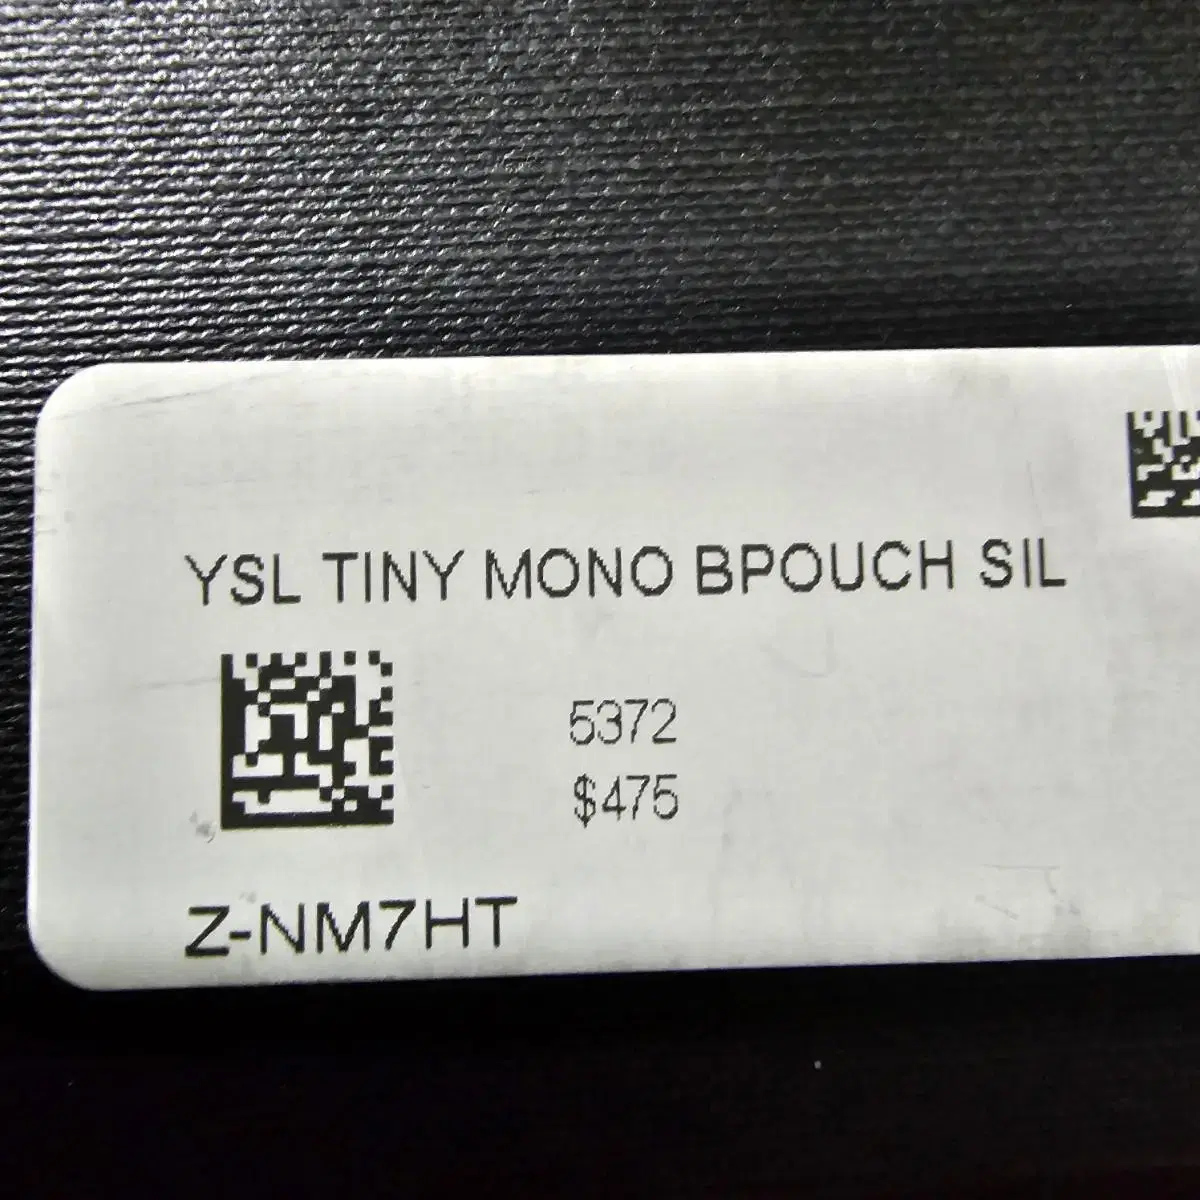 YSL TINY MONO BPOUCH SIL
5372
$475
Z-NM7HT